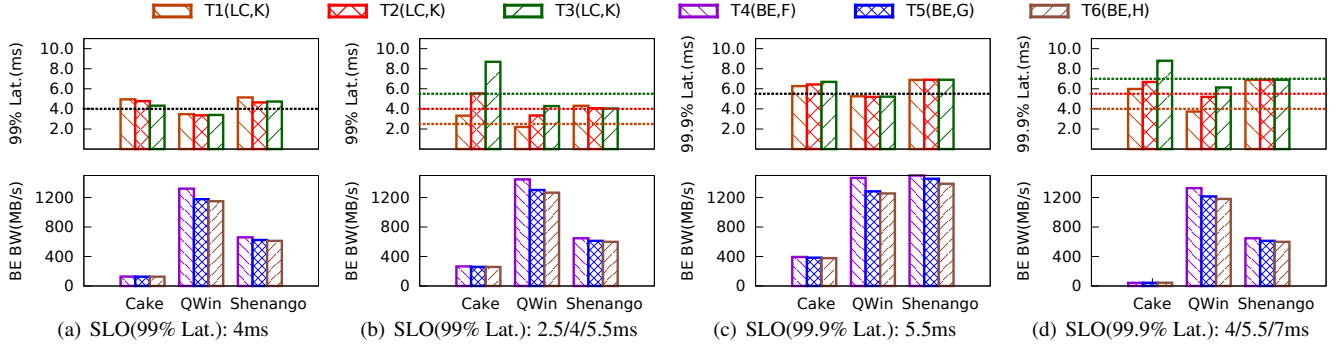 T1(LC,K) T2(LC,K) T3(LC,K) T4(BE,F) T5(BE,G) T6(BE,H)
99% Lat.(ms)
10.0
8.0
6.0
4.0
2.0
99% Lat.(ms)
10.0
8.0
6.0
4.0
2.0
99.9% Lat.(ms)
10.0
8.0
6.0
4.0
2.0
99.9% Lat.(ms)
10.0
8.0
6.0
4.0
2.0
BE BW(MB/s)
1200
800
400
0
Cake QWin Shenango
BE BW(MB/s)
1200
800
400
0
Cake QWin Shenango
BE BW(MB/s)
1200
800
400
0
Cake QWin Shenango
BE BW(MB/s)
1200
800
400
0
Cake QWin Shenango
(a) SLO(99% Lat.): 4ms
(b) SLO(99% Lat.): 2.5/4/5.5ms
(c) SLO(99.9% Lat.): 5.5ms
(d) SLO(99.9% Lat.): 4/5.5/7ms